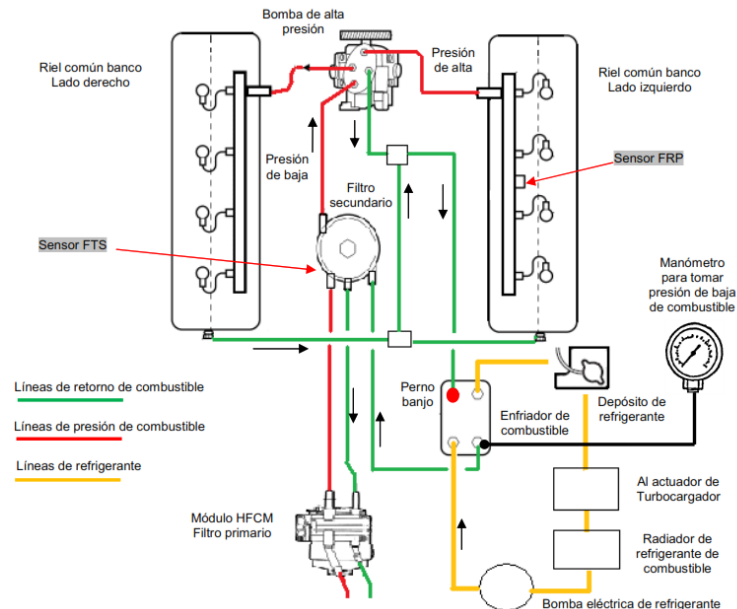 Bomba de alta
presión
Riel común banco
Lado derecho
Presión
de alta
Riel común banco
Lado izquierdo
Presión
de baja
Filtro
secundario
Sensor FRP
Sensor FTS
Manómetro
para tomar
presión de baja
de combustible
Líneas de retorno de combustible
Líneas de presión de combustible
Líneas de refrigerante
Perno
banjo
Enfriador de
combustible
Depósito de
refrigerante
Al actuador de
Turbocargador
Módulo HFCM
Filtro primario
Radiador de
refrigerante de
combustible
Bomba eléctrica de refrigerante